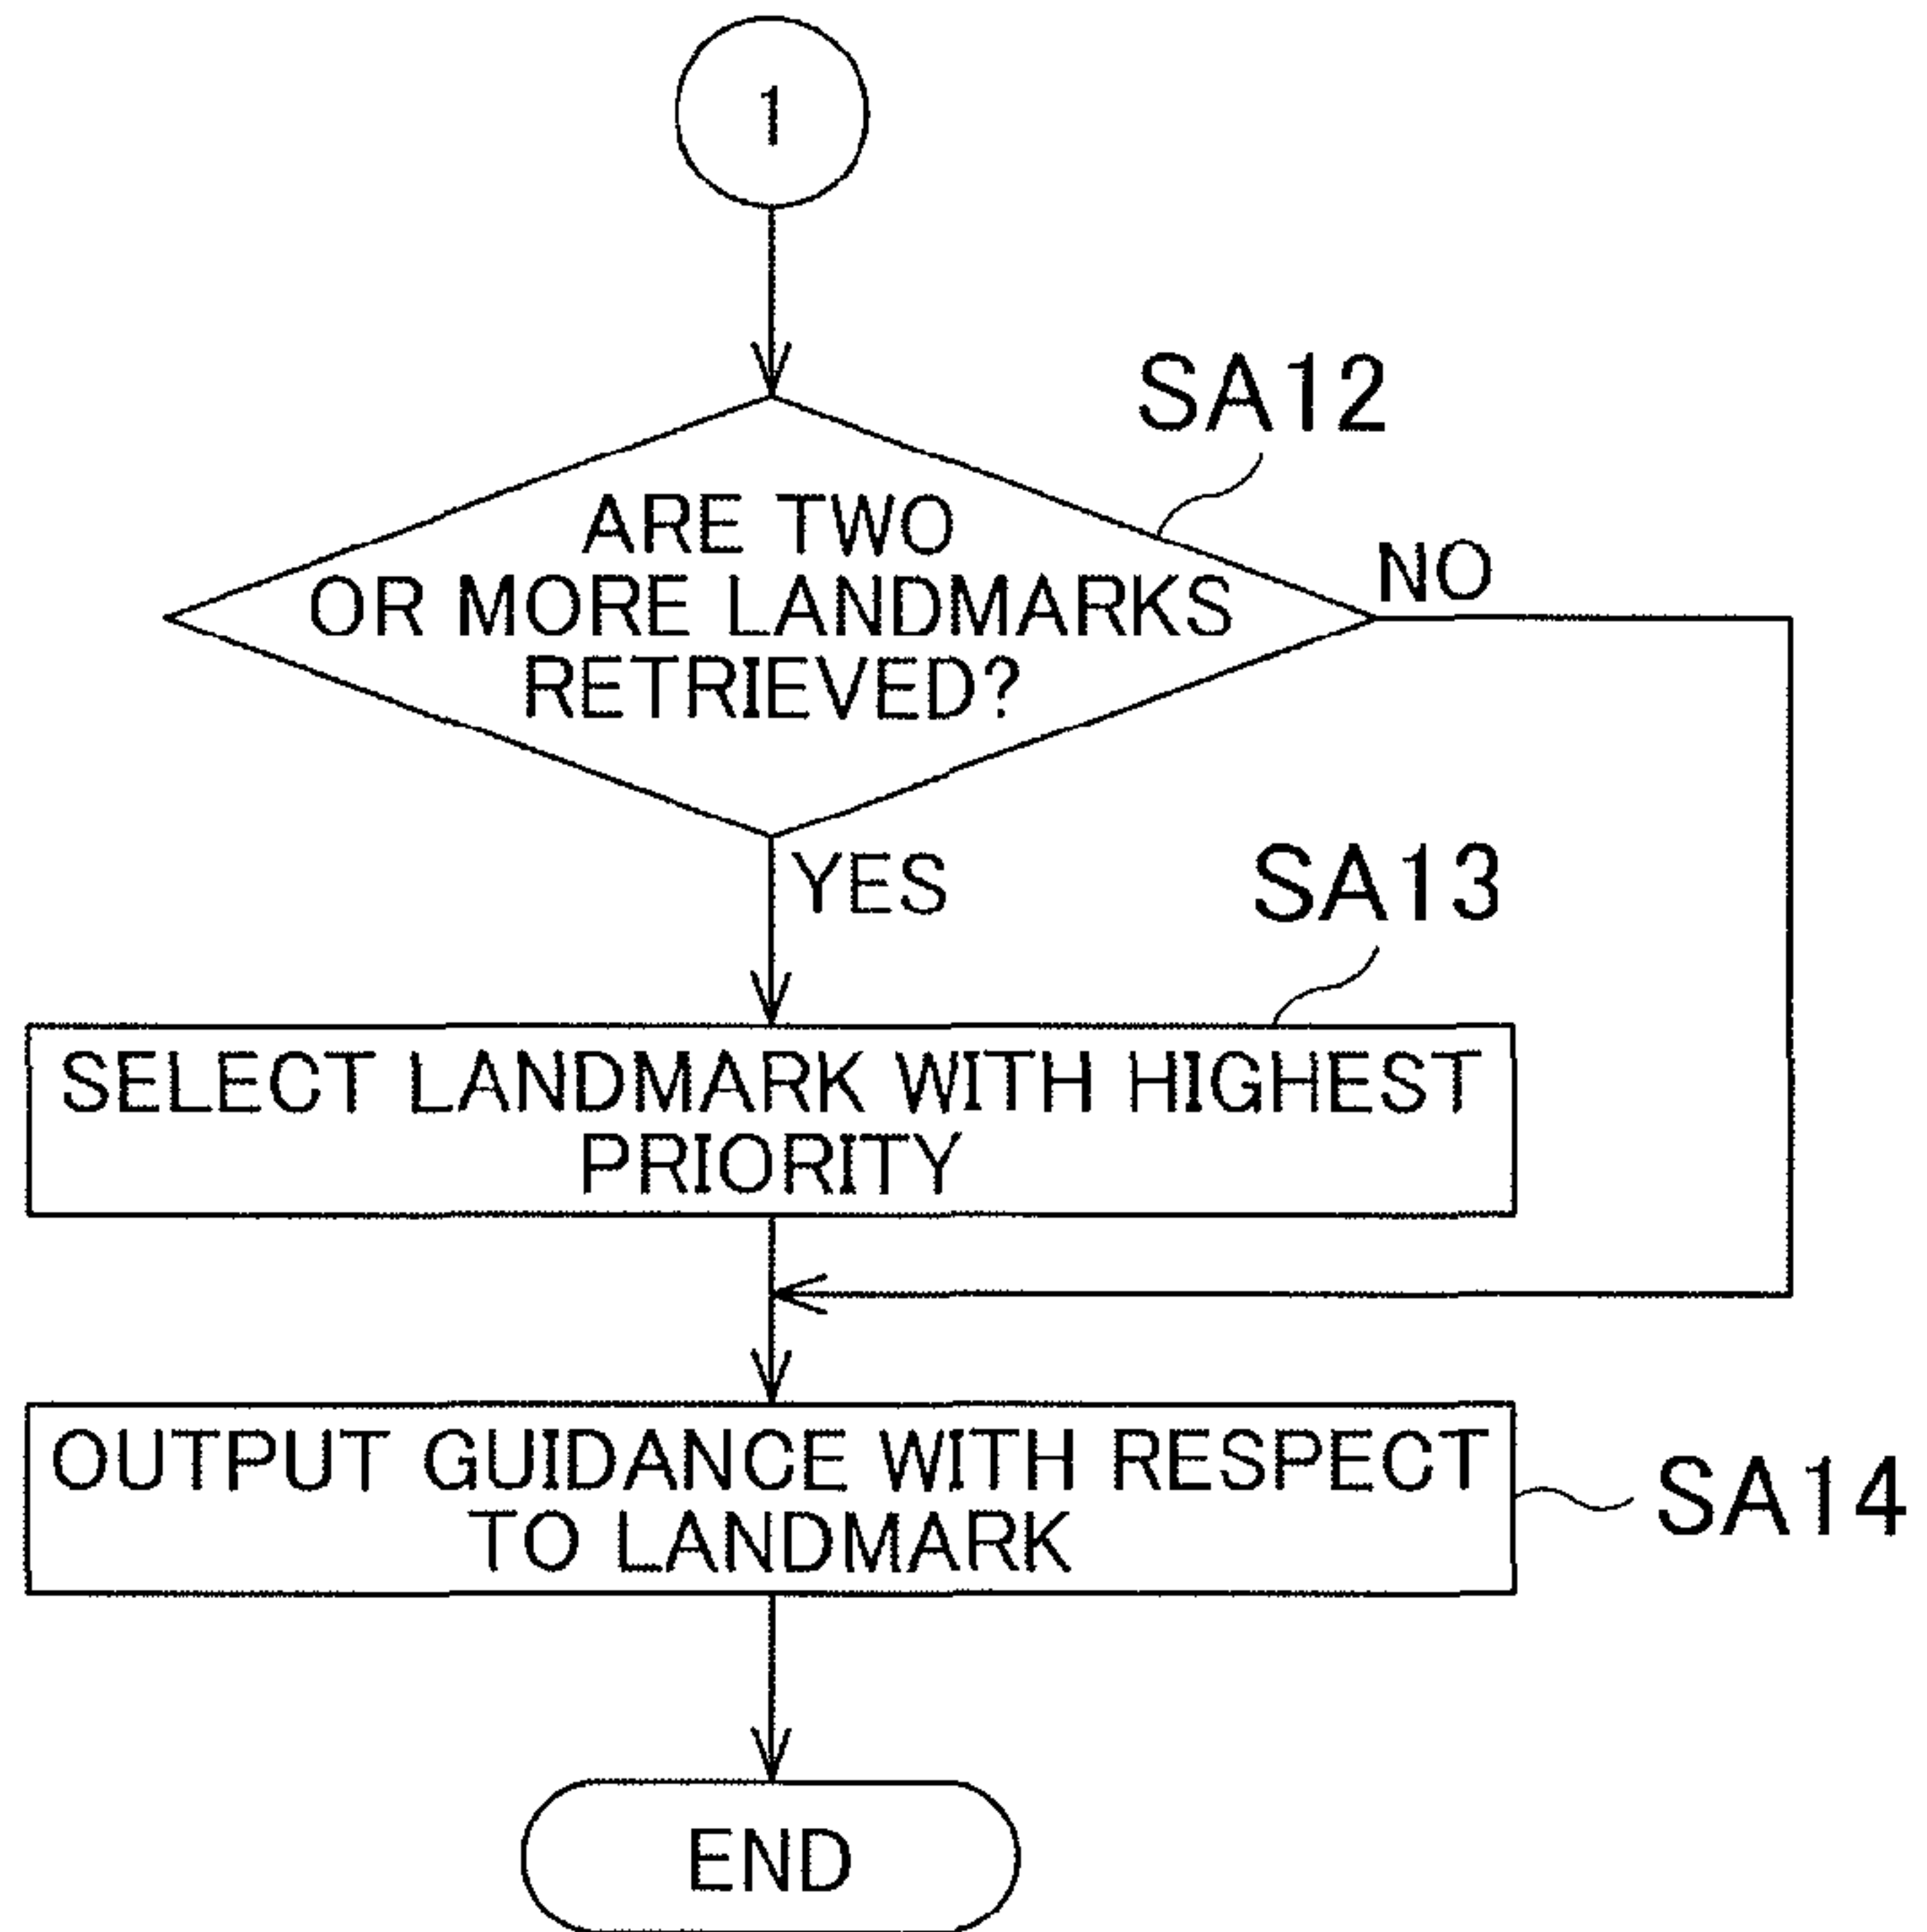 1
SA12
ARE TWO
OR MORE LANDMARKS
RETRIEVED?
NO
YES
SA13
SELECT LANDMARK WITH HIGHEST
PRIORITY
OUTPUT GUIDANCE WITH RESPECT
TO LANDMARK
SA14
END